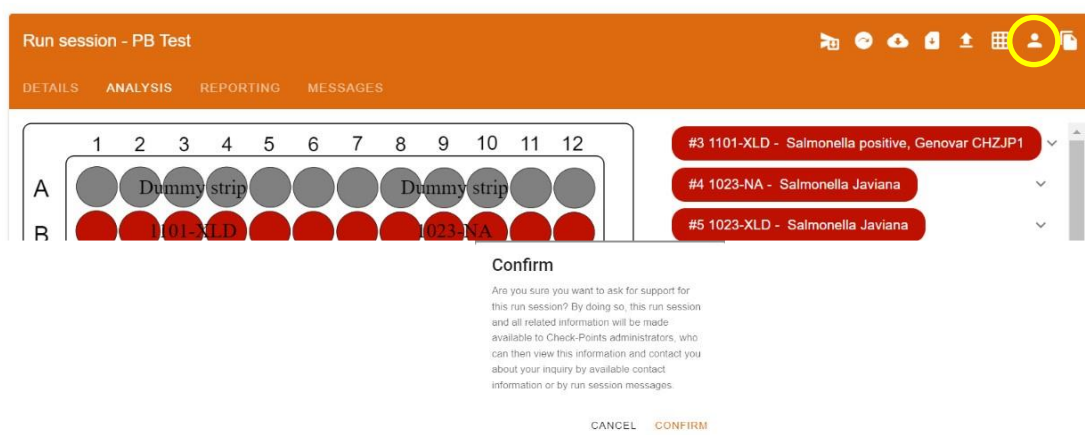 Run session - PB Test
DETAILS ANALYSIS REPORTING MESSAGES
1 2 3 4 5 6 7 8 9 10 11 12
A Dummy strip Dummy strip
B 1101-XLD 1023-NA
#3 1101-XLD - Salmonella positive, Genovar CHZJP1
#4 1023-NA - Salmonella Javiana
#5 1023-XLD - Salmonella Javiana
Confirm
Are you sure you want to ask for support for
this run session? By doing so, this run session
and all related information will be made
available to Check-Points administrators, who
can then view this information and contact you
about your inquiry by available contact
information or by run session messages.
CANCEL CONFIRM